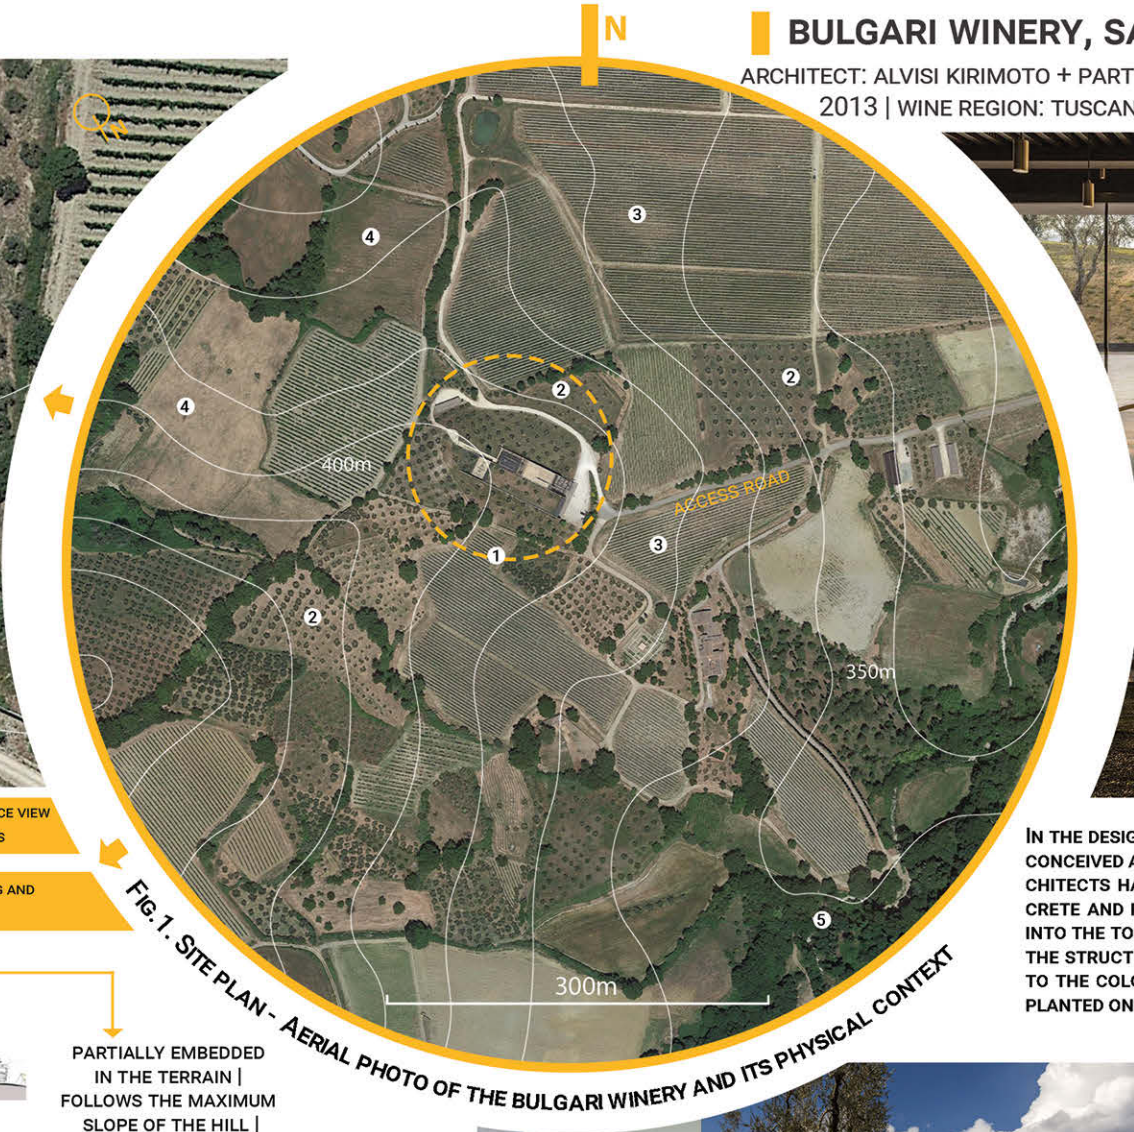 N
BULGARI WINERY, SA
ARCHITECT: ALVISI KIRIMOTO + PART
2013 | WINE REGION: TUSCAN
N
3
4
2
2
4
400m
ACCESS ROAD
3
1
2
350m
5
300m
CE VIEW
S
S AND
FIG. 1. SITE PLAN - AERIAL PHOTO OF THE BULGARI WINERY AND ITS PHYSICAL CONTEXT
PARTIALLY EMBEDDED
IN THE TERRAIN |
FOLLOWS THE MAXIMUM
SLOPE OF THE HILL |
IN THE DESIG
CONCEIVED A
CHITECTS HA
CRETE AND I
INTO THE TO
THE STRUCT
TO THE COLO
PLANTED ON